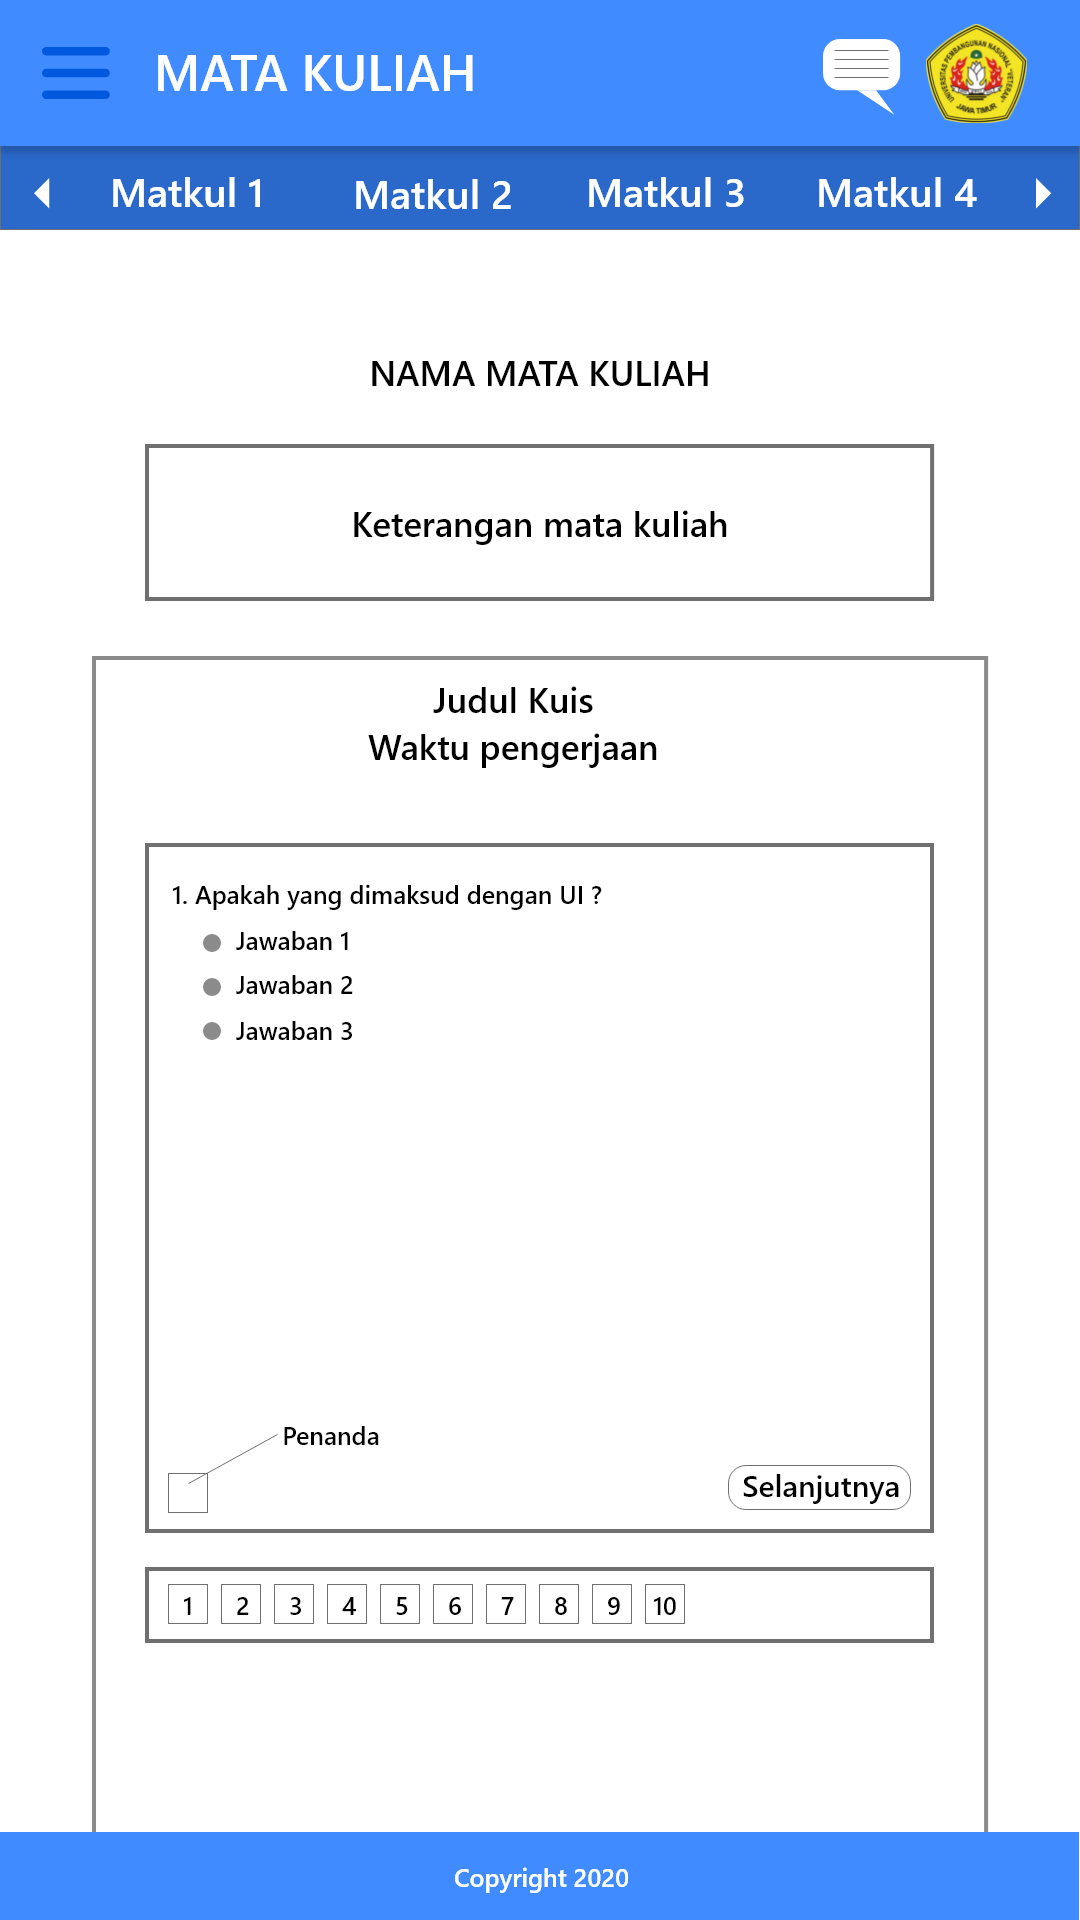 MATA KULIAH
UNIVERSITAS PEMBANGUNAN NASIONAL "VETERAN"
JAWA TIMUR
Matkul 1 Matkul 2 Matkul 3 Matkul 4
NAMA MATA KULIAH
Keterangan mata kuliah
Judul Kuis
Waktu pengerjaan
1. Apakah yang dimaksud dengan UI ?
Jawaban 1
Jawaban 2
Jawaban 3
Penanda
Selanjutnya
1 2 3 4 5 6 7 8 9 10
Copyright 2020